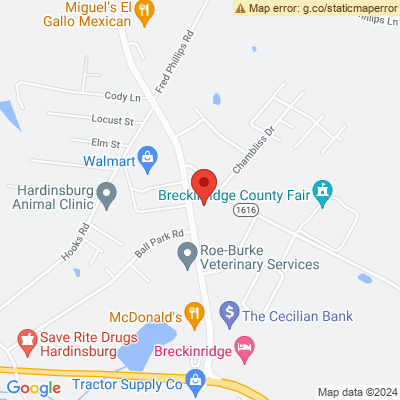 Miguel's El
Gallo Mexican
Map error: g.co/staticmaperror
Phillips Ln
Fred Phillips Rd
Cody Ln
Locust St
Elm St
Chambliss Dr
Walmart
Hardinsburg
Animal Clinic
Breckinridge County Fair
1616
Hooks Rd
Ball Park Rd
Roe-Burke
Veterinary Services
McDonald's
The Cecilian Bank
Save Rite Drugs
Hardinsburg
Breckinridge
Tractor Supply Co
Google
Map data ©2024